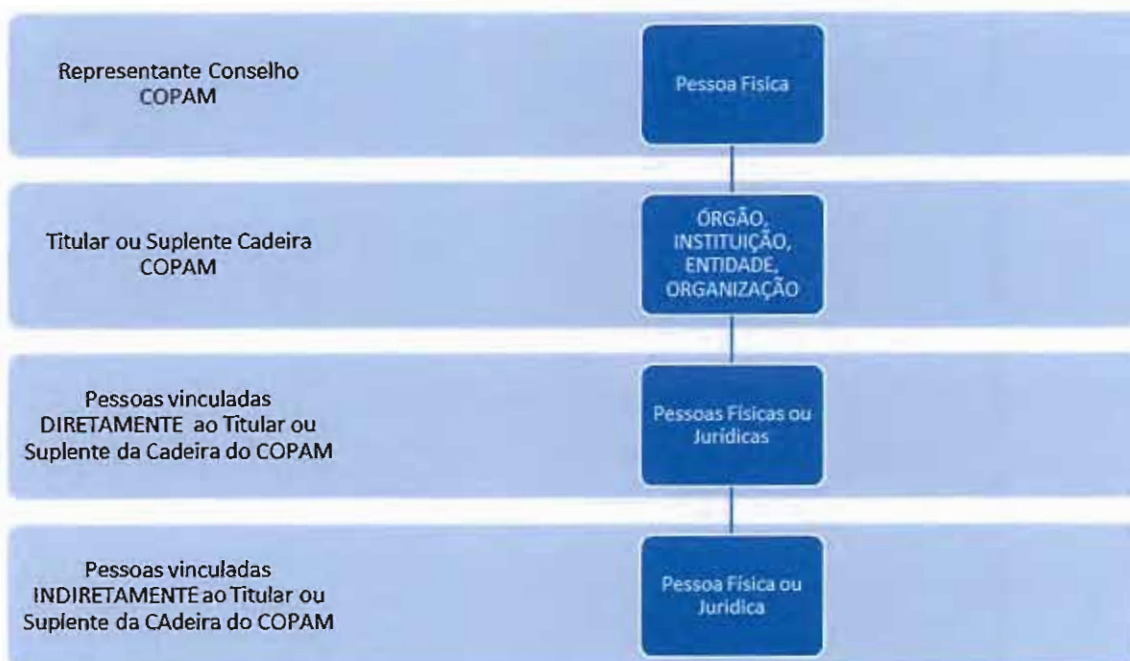 Representante Conselho
COPAM
Pessoa Física
Titular ou Suplente Cadeira
COPAM
ÓRGÃO,
INSTITUIÇÃO,
ENTIDADE,
ORGANIZAÇÃO
Pessoas vinculadas
DIRETAMENTE ao Titular ou
Suplente da Cadeira do COPAM
Pessoas Físicas ou
Jurídicas
Pessoas vinculadas
INDIRETAMENTE ao Titular ou
Suplente da CAdeira do COPAM
Pessoa Física ou
Jurídica